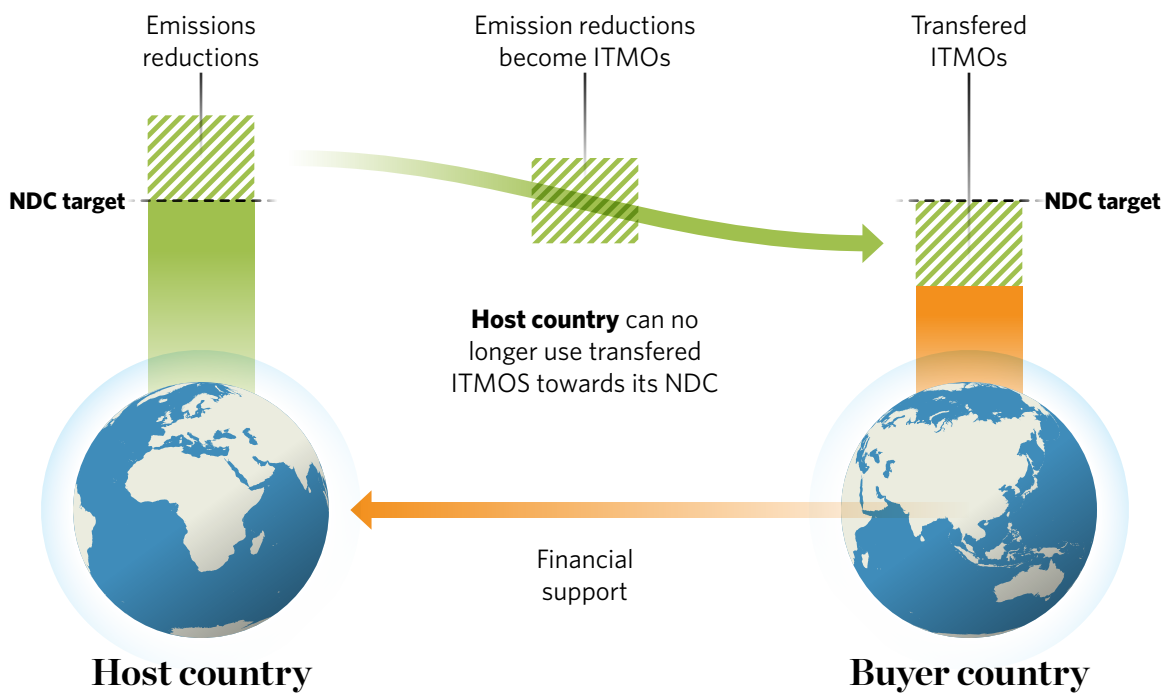 Emissions
reductions
Emission reductions
become ITMOs
Transfered
ITMOs
NDC target
NDC target
Host country can no
longer use transfered
ITMOS towards its NDC
Financial
support
Host country
Buyer country